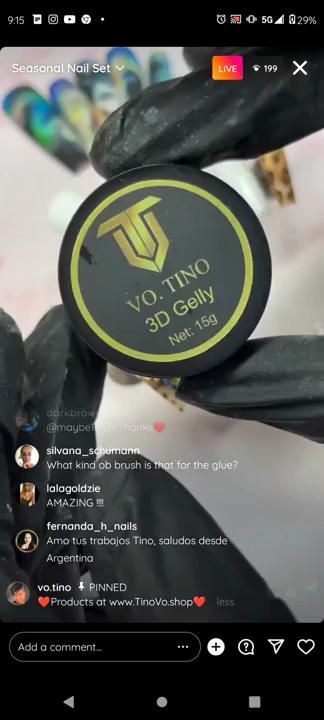 9:15
5G 29%
Seasonal Nail Set
LIVE
199
VO. TINO
3D Gelly
Net: 15g
silvana_schumann
What kind ob brush is that for the glue?
lalagoldzie
AMAZING !!!
fernanda_h_nails
Amo tus trabajos Tino, saludos desde
Argentina
vo.tino PINNED
❤️Products at www.TinoVo.shop❤️ less
Add a comment...